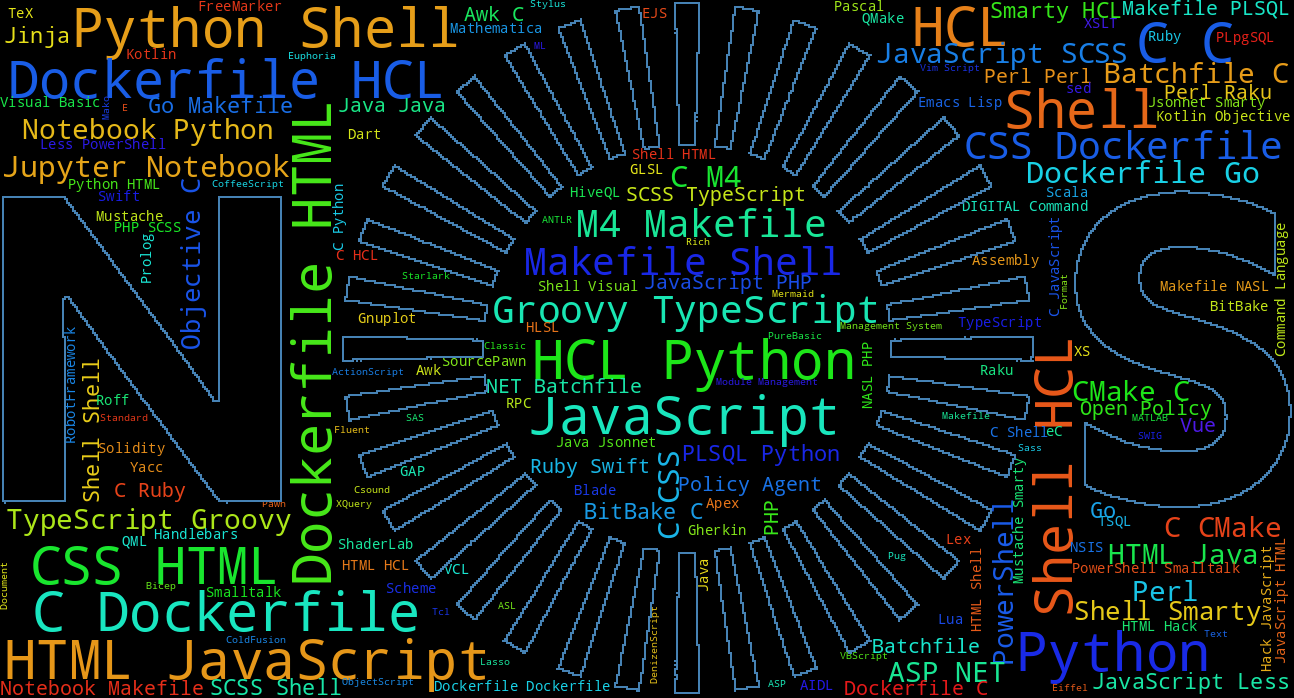 TeX
FreeMarker
Stylus
Pascal
Jinja
Python Shell
Awk C
EJS
QMake
HCL
Smarty HCL
Makefile PLSQL
Kotlin
Mathematica
XSLT
Ruby
PLpgSQL
Euphoria
ML
JavaScript SCSS
C C
Dockerfile HCL
Vim Script
Perl Perl
Batchfile C
Visual Basic
Mako
E
Go Makefile
Java Java
Emacs Lisp
sed
Perl Raku
Shell
Jsonnet Smarty
Kotlin Objective
Notebook Python
Dart
Less PowerShell
CSS Dockerfile
Jupyter Notebook
Shell HTML
GLSL
C M4
Dockerfile Go
Python HTML
CoffeeScript
HiveQL
SCSS TypeScript
Scala
DIGITAL Command
Swift
Mustache
PHP SCSS
Objective C
Prolog
Dockerfile HTML
C Python
C HCL
ANTLR
M4 Makefile
Rich
Makefile Shell
Starlark
Shell Visual
JavaScript PHP
Mermaid
Assembly
C JavaScript
Format
Makefile NASL
BitBake
Command Language
Gnuplot
Groovy TypeScript
HLSL
Management System
TypeScript
PureBasic
Classic
SourcePawn
HCL Python
XS
RobotFramework
ActionScript
Awk
NET Batchfile
Module Management
NASL PHP
Raku
CMake C
Shell Shell
Roff
Standard
RPC
SAS
JavaScript
Makefile
Open Policy
MATLAB
Vue
Fluent
C Shell
eC
SWIG
Solidity
Java Jsonnet
Sass
Yacc
GAP
Ruby Swift
PLSQL Python
Shell HCL
C Ruby
Csound
Blade
C CSS
Policy Agent
Pawn
XQuery
BitBake C
Apex
PHP
Mustache Smarty
PowerShell
Go
TSQL
TypeScript Groovy
Gherkin
C CMake
QML
Handlebars
ShaderLab
Lex
NSIS
HTML Java
CSS HTML
HTML HCL
VCL
Java
Pug
HTML Shell
PowerShell Smalltalk
Document
Bicep
Smalltalk
Scheme
Perl
C Dockerfile
ASL
Tcl
Lua
Shell Smarty
HTML Hack
Text
Hack JavaScript
JavaScript HTML
ColdFusion
DenizenScript
Batchfile
Python
HTML JavaScript
Lasso
VBScript
ASP NET
Notebook Makefile
SCSS Shell
ObjectScript
Dockerfile Dockerfile
ASP
AIDL
Dockerfile C
Eiffel
JavaScript Less